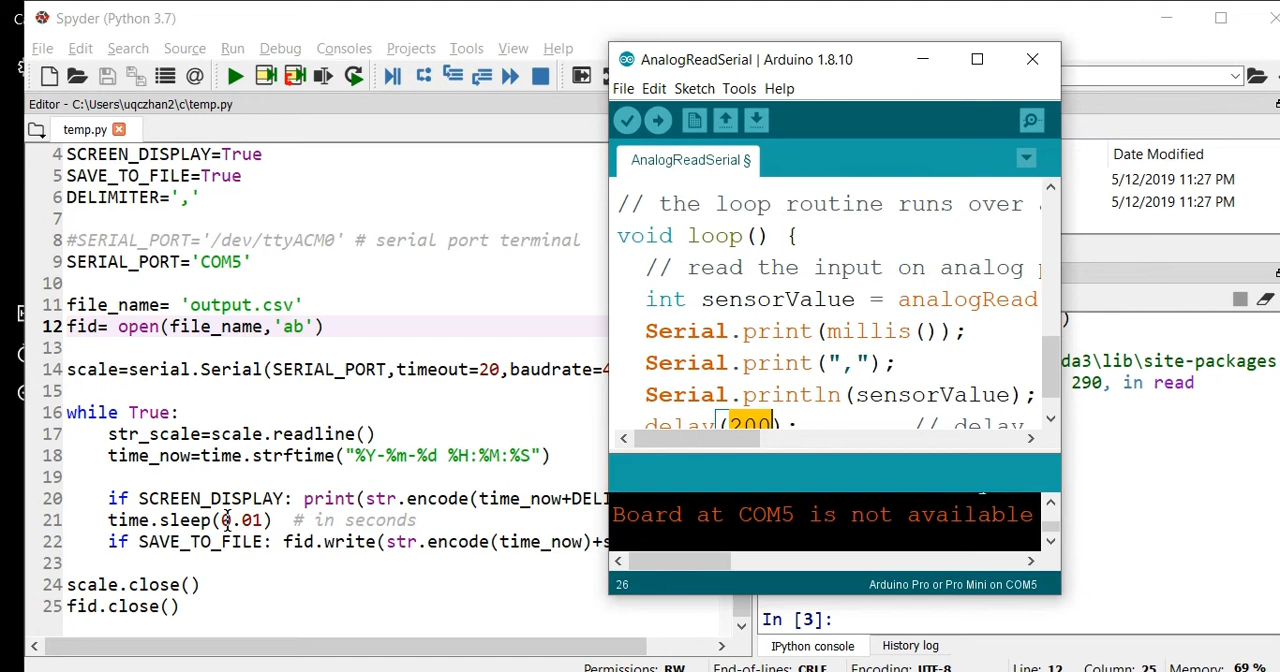 Spyder (Python 3.7)
File Edit Search Source Run Debug Consoles Projects Tools View Help
Editor - C:\Users\uqczhan2\c\temp.py
temp.py
4 SCREEN_DISPLAY=True
5 SAVE_TO_FILE=True
6 DELIMITER=','
7
8 #SERIAL_PORT='/dev/ttyACM0' # serial port terminal
9 SERIAL_PORT='COM5'
10
11 file_name= 'output.csv'
12 fid= open(file_name,'ab')
13
14 scale=serial.Serial(SERIAL_PORT,timeout=20,baudrate=
15
16 while True:
17 str_scale=scale.readline()
18 time_now=time.strftime("%Y-%m-%d %H:%M:%S")
19
20 if SCREEN_DISPLAY: print(str.encode(time_now+DEL
21 time.sleep(0.01) # in seconds
22 if SAVE_TO_FILE: fid.write(str.encode(time_now)+s
23
24 scale.close()
25 fid.close()
AnalogReadSerial | Arduino 1.8.10
File Edit Sketch Tools Help
AnalogReadSerial §
// the loop routine runs over
void loop() {
// read the input on analog
int sensorValue = analogRead
Serial.print(millis());
Serial.print(",");
Serial.println(sensorValue);
delay(200); // delay
Board at COM5 is not available
26 Arduino Pro or Pro Mini on COM5
Date Modified
5/12/2019 11:27 PM
5/12/2019 11:27 PM
)
da3\lib\site-packages
290, in read
In [3]:
IPython console History log
Permissions: RW End-of-lines: CRLF Encoding: UTF-8 Line: 12 Column: 25 Memory: 69 %